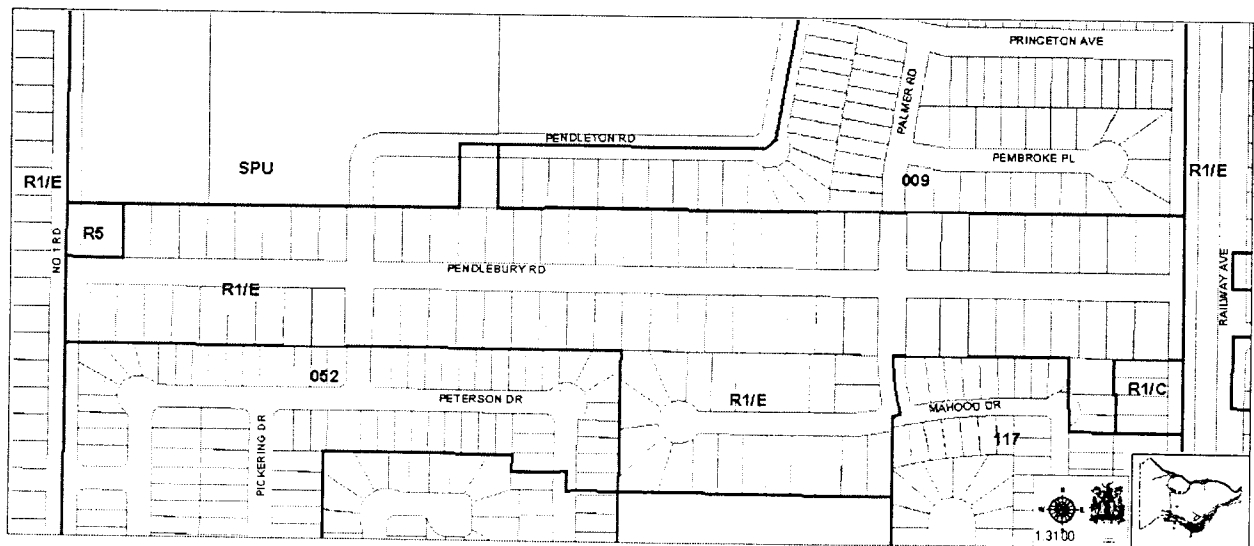 PRINCETON AVE
PALMER RD
PENDLETON RD
PEMBROKE PL
SPU
R1/E
R1/E
009
R5
NO 1 RD
PENDLEBURY RD
R1/E
RAILWAY AVE
052
R1/E
R1/C
PETERSON DR
MAHOOD DR
117
PICKERING DR
1:3100